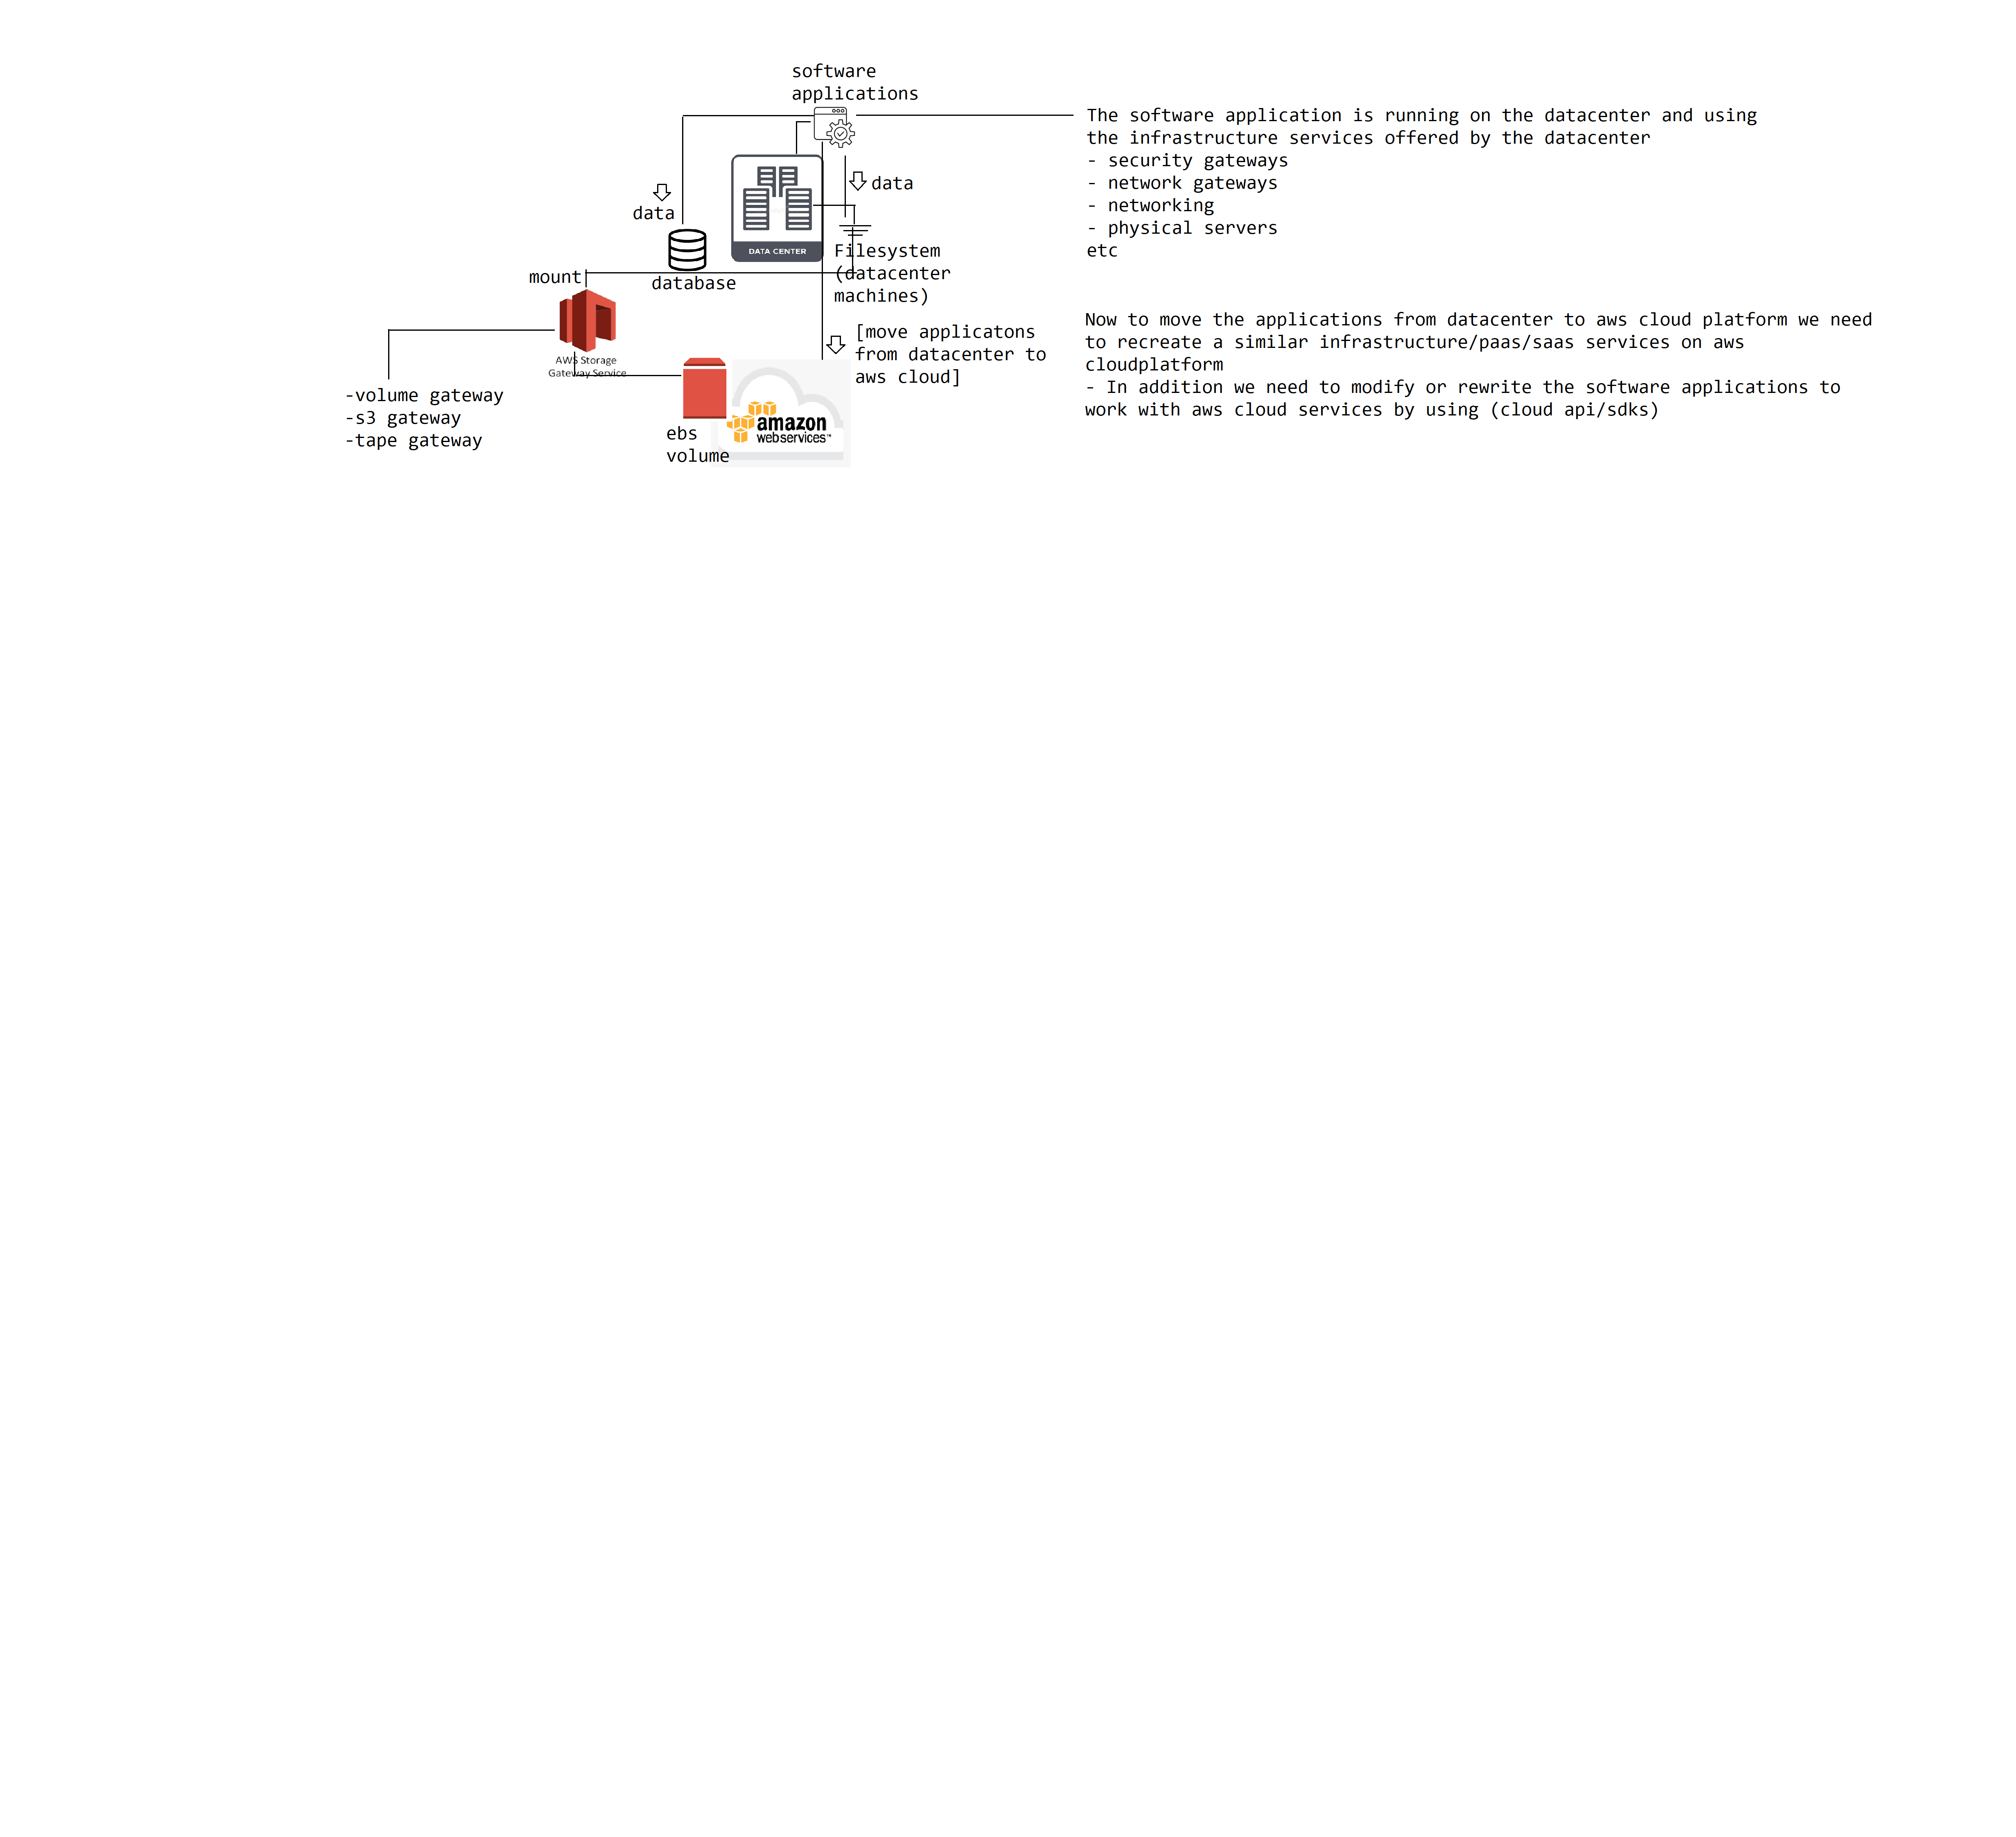 software
applications
The software application is running on the datacenter and using
the infrastructure services offered by the datacenter
- security gateways
- network gateways
- networking
- physical servers
etc
data
data
DATA CENTER
Filesystem
(datacenter
machines)
database
mount
AWS Storage
Gateway Service
[move applicatons
from datacenter to
aws cloud]
Now to move the applications from datacenter to aws cloud platform we need
to recreate a similar infrastructure/paas/saas services on aws
cloudplatform
- In addition we need to modify or rewrite the software applications to
work with aws cloud services by using (cloud api/sdks)
-volume gateway
-s3 gateway
-tape gateway
ebs
volume
amazon
webservices™